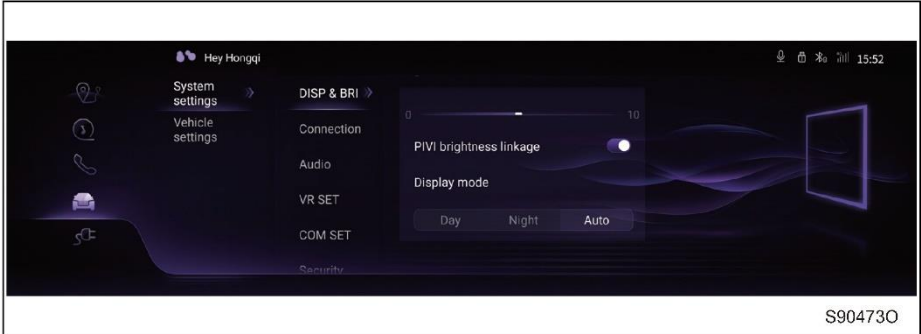 Hey Hongqi
15:52
System
settings
Vehicle
settings
DISP & BRI
Connection
Audio
VR SET
COM SET
Security
0 10
PIVI brightness linkage
Display mode
Day Night Auto
S90473O